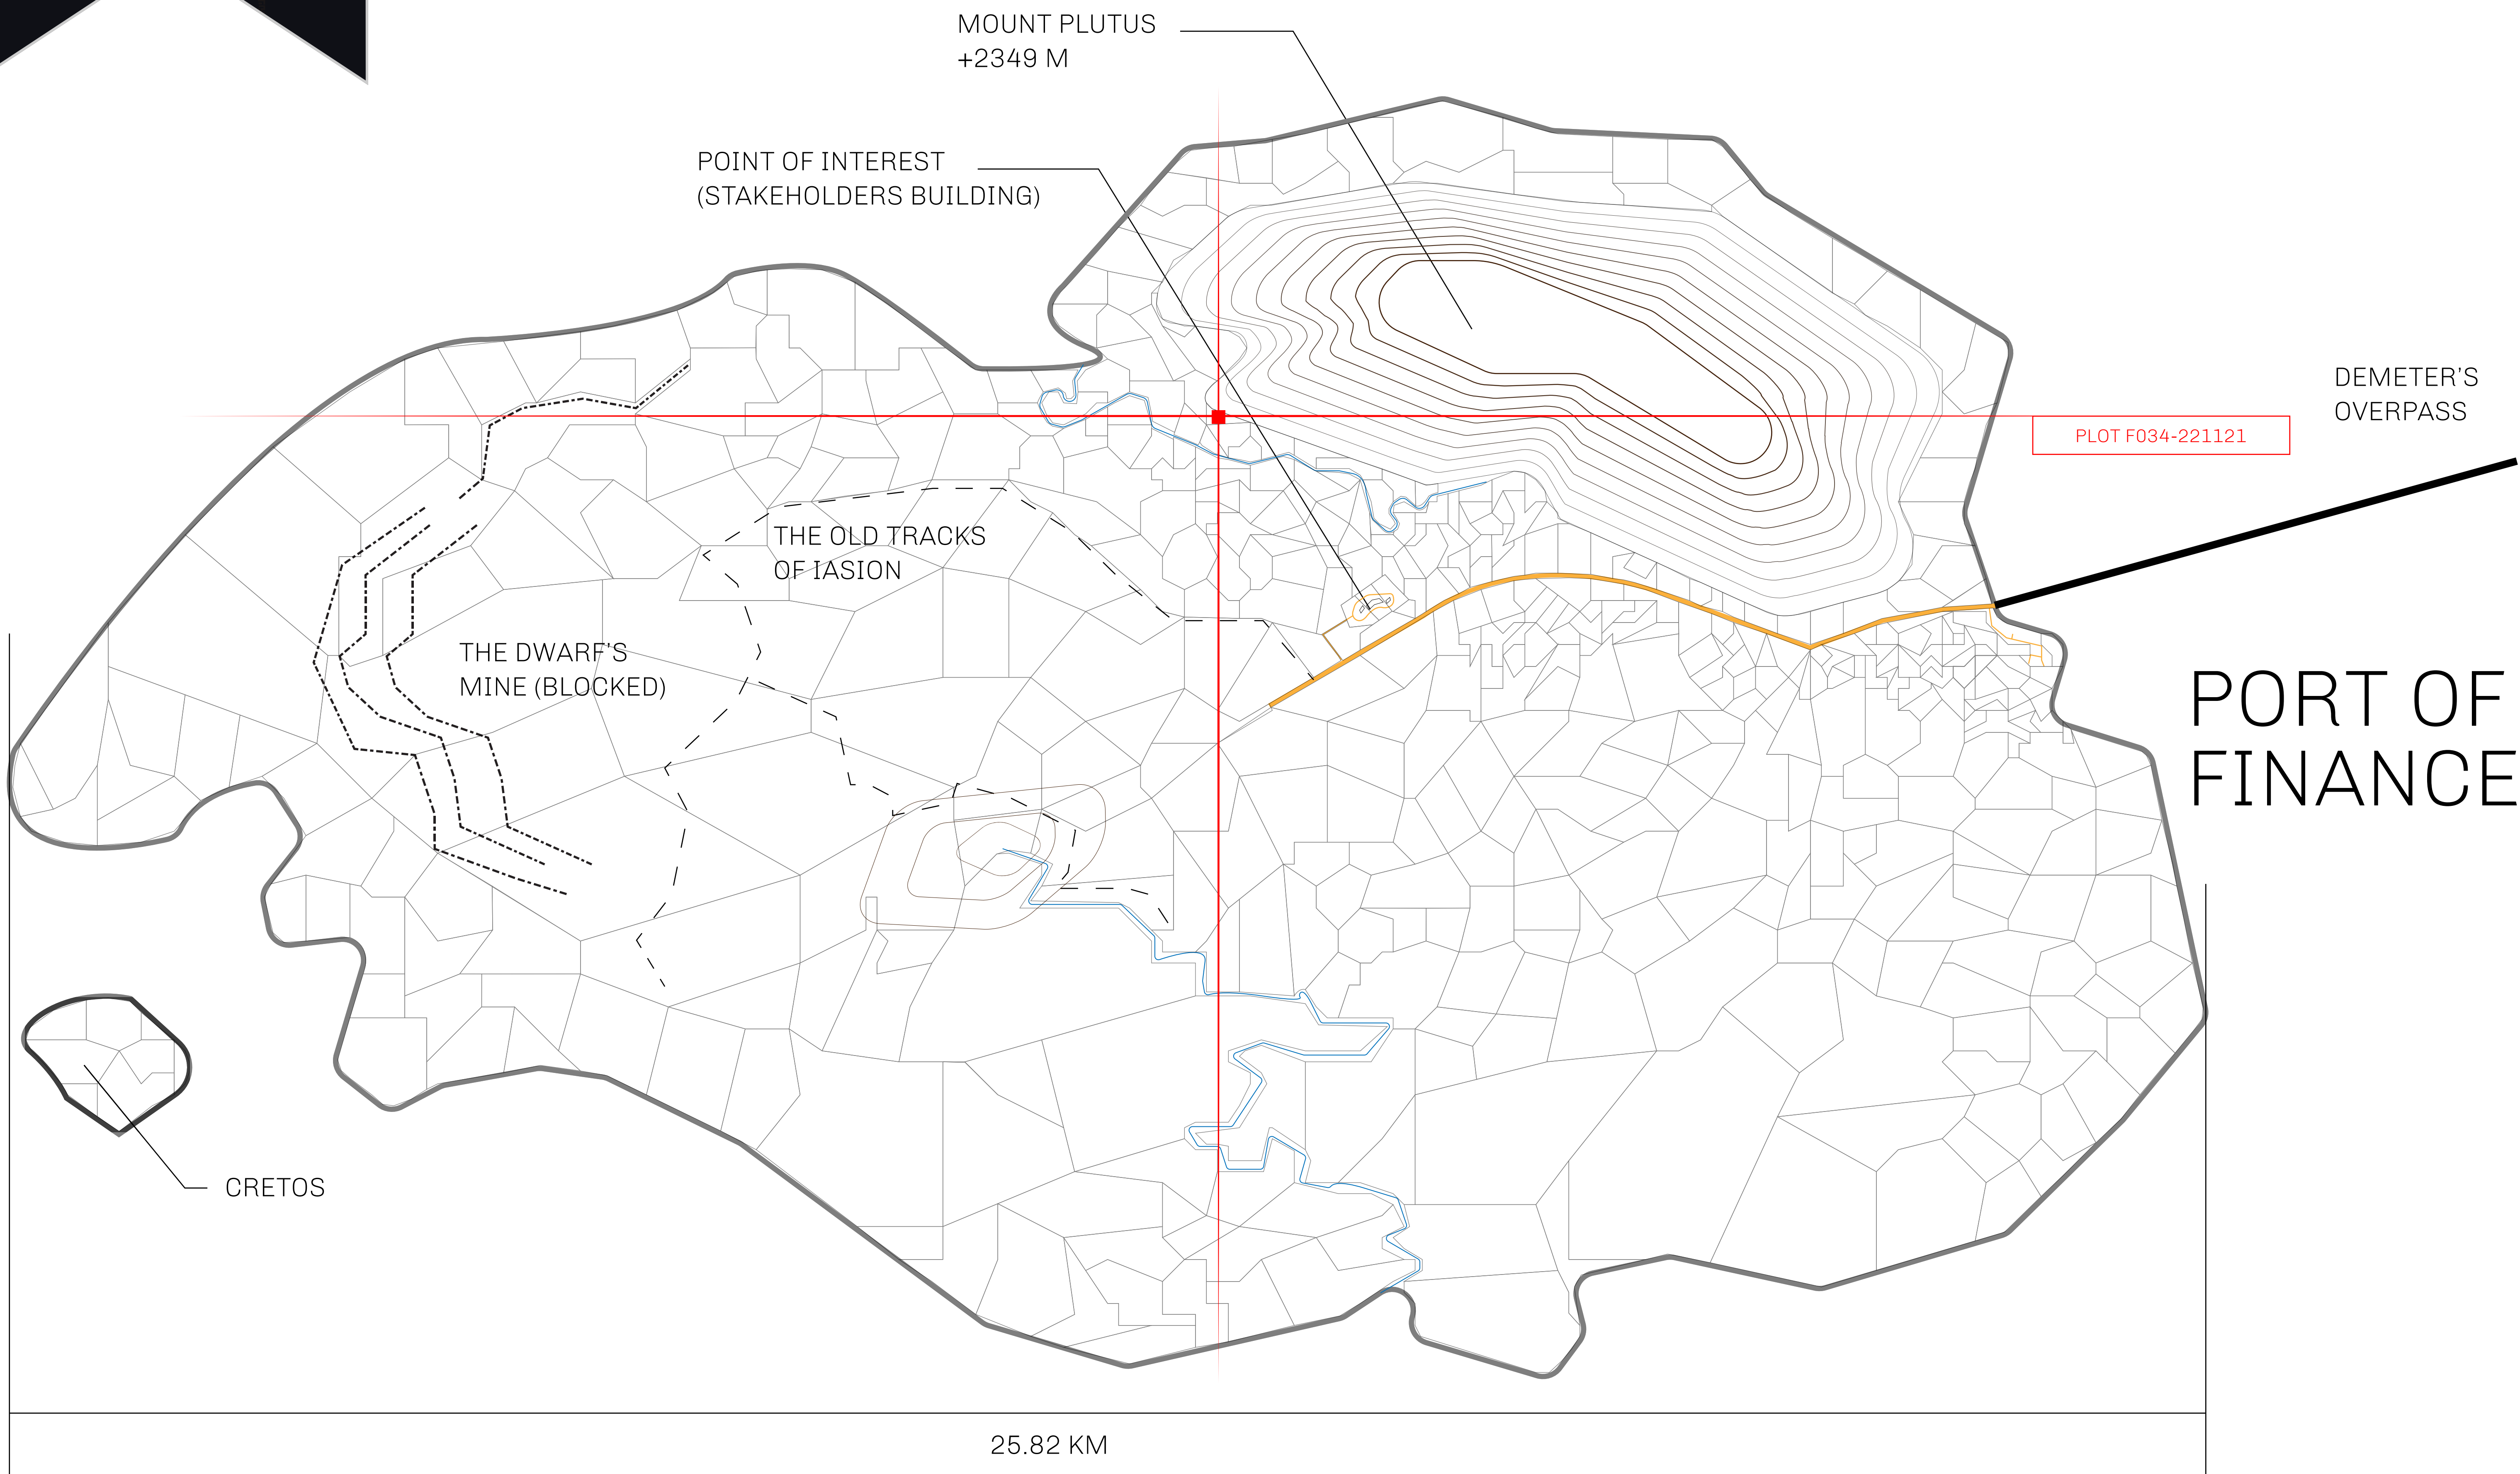 MOUNT PLUTUS
+2349 M
POINT OF INTEREST
(STAKEHOLDERS BUILDING)
DEMETER'S
OVERPASS
PLOT F034-221121
THE OLD TRACKS
OF IASION
THE DWARF'S
MINE (BLOCKED)
PORT OF
FINANCE
CRETOS
25.82 KM